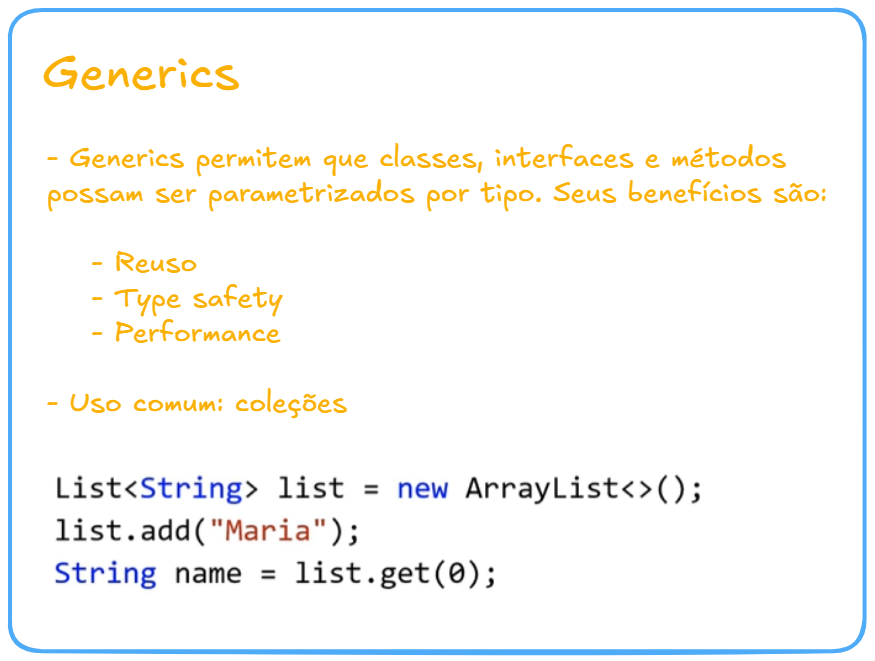 Generics
- Generics permitem que classes, interfaces e métodos
possam ser parametrizados por tipo. Seus benefícios são:
- Reuso
- Type safety
- Performance
- Uso comum: coleções
List<String> list = new ArrayList<>();
list.add("Maria");
String name = list.get(0);